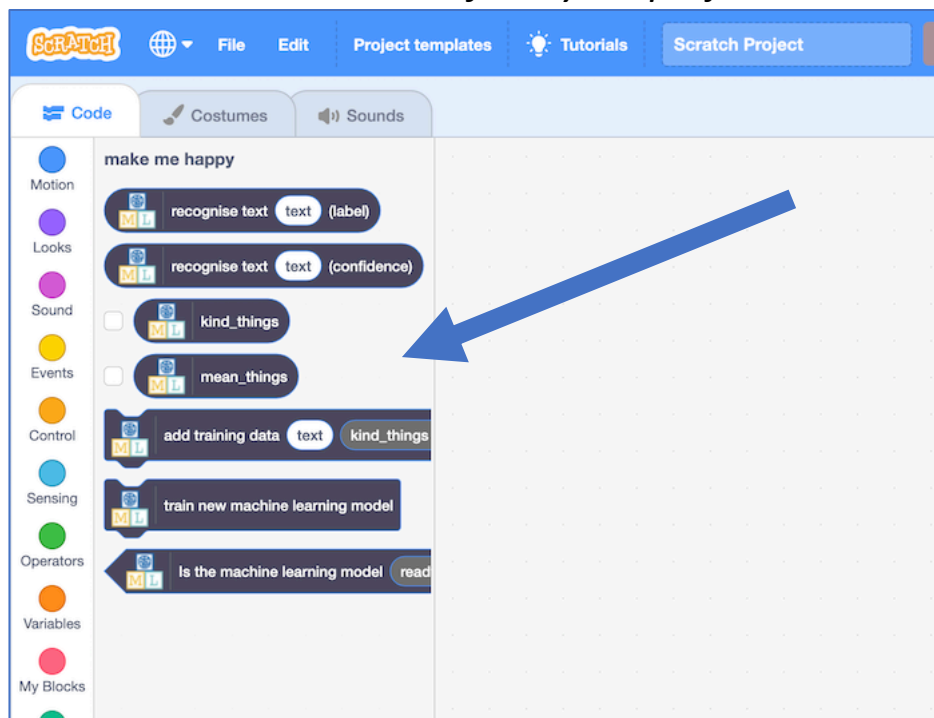 SCRATCH
File Edit Project templates Tutorials Scratch Project
Code Costumes Sounds
make me happy
Motion
Looks
Sound
Events
Control
Sensing
Operators
Variables
My Blocks
ML recognise text text (label)
ML recognise text text (confidence)
ML kind_things
ML mean_things
ML add training data text kind_things
ML train new machine learning model
ML Is the machine learning model read